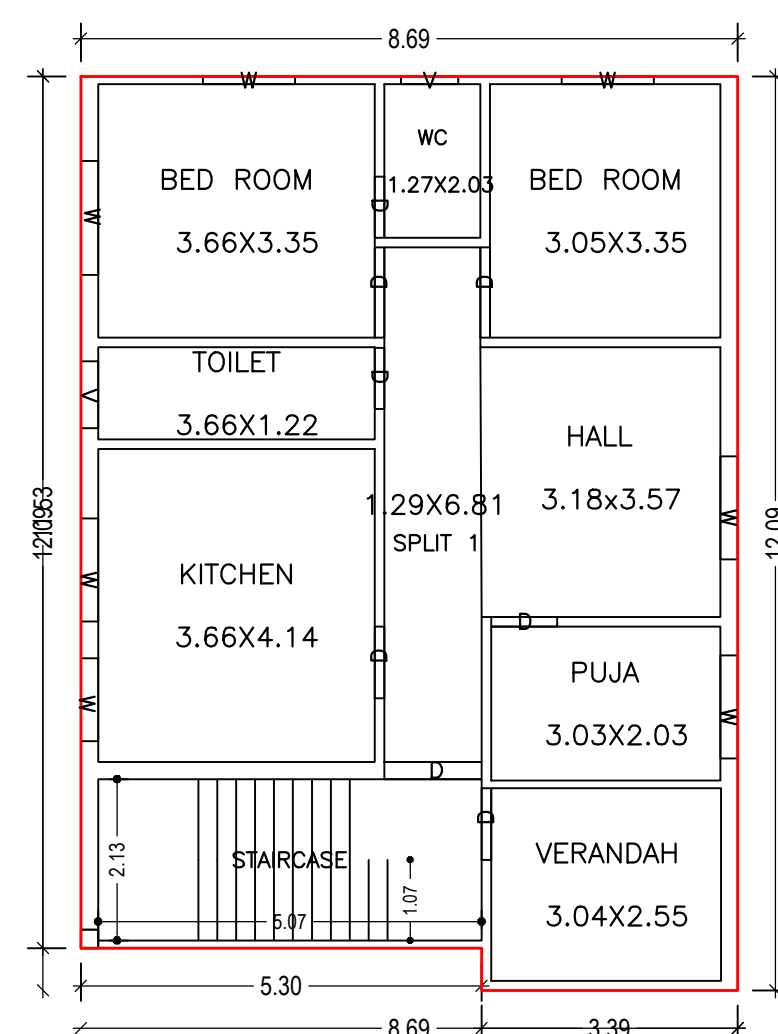 8.69
W
V
W
WC
1.27X2.03
BED ROOM
3.66X3.35
BED ROOM
3.05X3.35
D
W
D
D
TOILET
3.66X1.22
D
V
HALL
3.18x3.57
1.29X6.81
SPLIT 1
W
12.09
KITCHEN
3.66X4.14
W
D
D
PUJA
3.03X2.03
W
W
D
D
VERANDAH
3.04X2.55
STAIRCASE
2.13
1.07
5.07
5.30
8.69
3.39